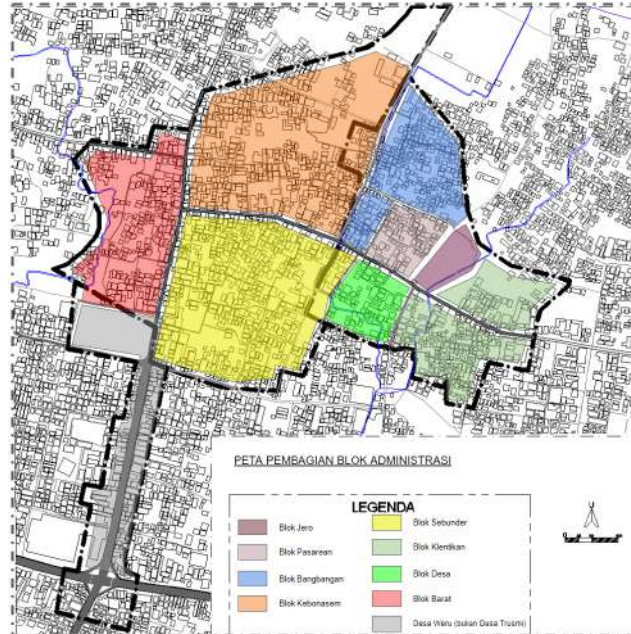 PETA PEMBAGIAN BLOK ADMINISTRASI
LEGENDA
Blok Jero
Blok Pasarean
Blok Bangbangan
Blok Kebonasem
Blok Sebunder
Blok Klentikan
Blok Desa
Blok Barat
Desa Weru (bukan Desa Trusmi)